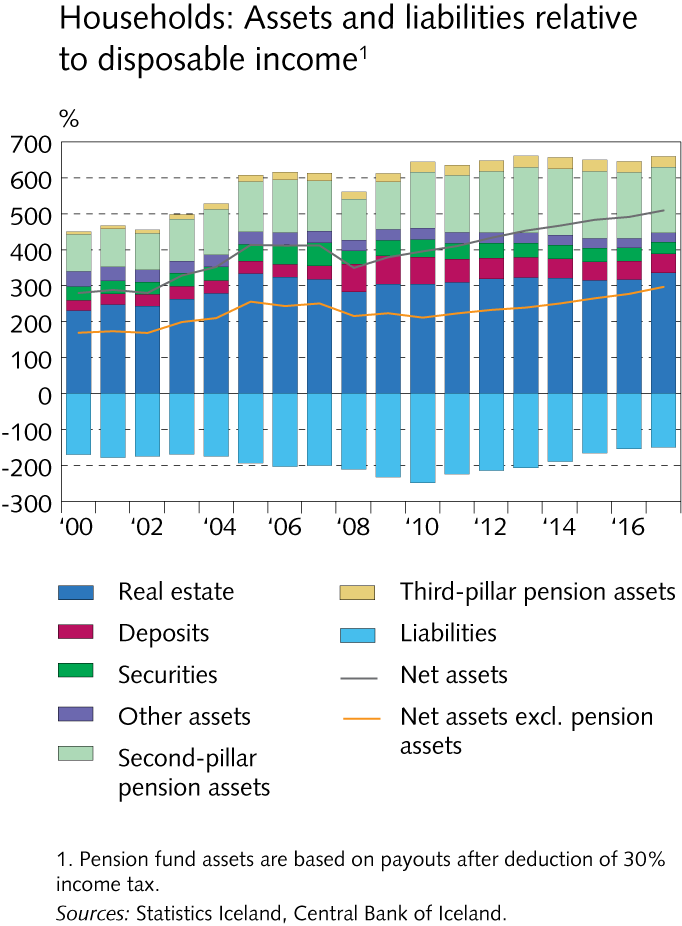 Households: Assets and liabilities relative
to disposable income¹
%
700
600
500
400
300
200
100
0
-100
-200
-300
‘00 ‘02 ‘04 ‘06 ‘08 ‘10 ‘12 ‘14 ‘16
Real estate
Deposits
Securities
Other assets
Second-pillar
pension assets
Third-pillar pension assets
Liabilities
Net assets
Net assets excl. pension
assets
1. Pension fund assets are based on payouts after deduction of 30%
income tax.
Sources: Statistics Iceland, Central Bank of Iceland.